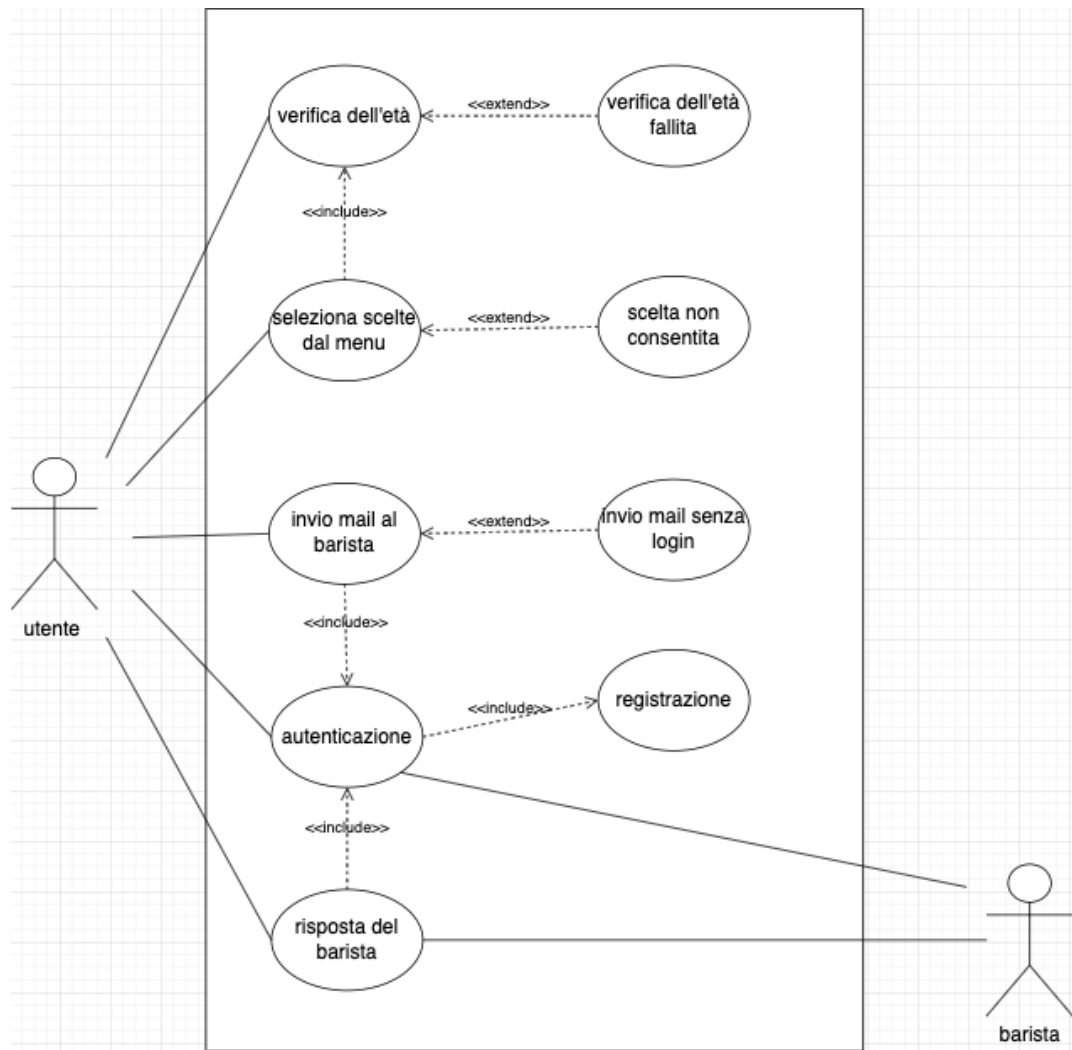 verifica dell'età
<<extend>>
verifica dell'età
fallita
<<include>>
seleziona scelte
dal menu
<<extend>>
scelta non
consentita
invio mail al
barista
<<extend>>
invio mail senza
login
<<include>>
utente
autenticazione
<<include>>
registrazione
<<include>>
risposta del
barista
barista